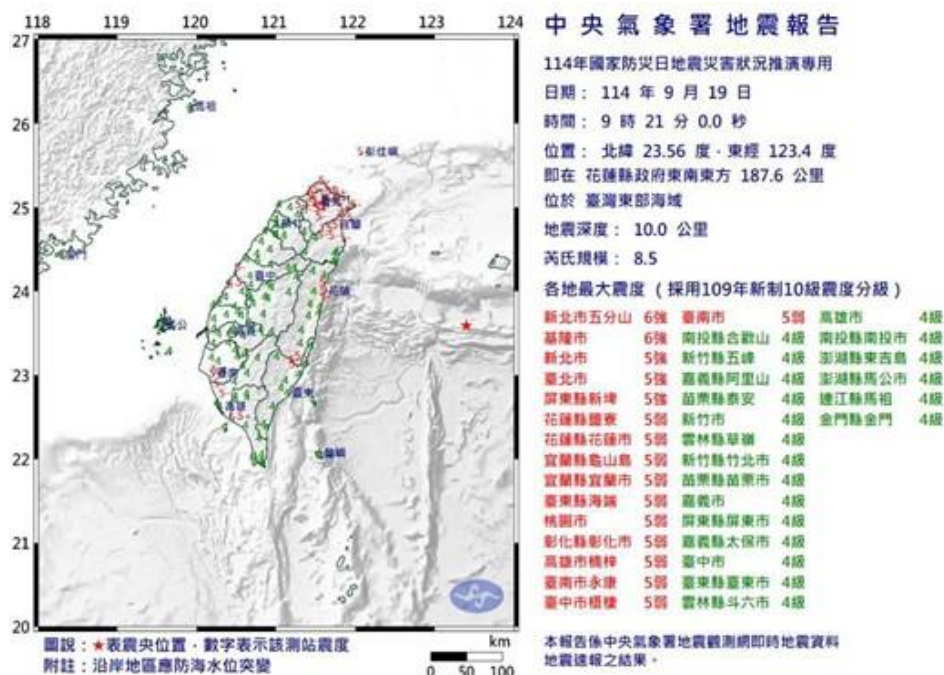 118 119 120 121 122 123 124
27
26
25
24
23
22
21
20
馬祖
彭佳嶼
金門
宜蘭
臺中
花蓮
臺南
臺東
高雄
蘭嶼
圖說：★表震央位置，數字表示該測站震度
附註：沿岸地區應防海水位突變
km
0 50 100
中央氣象署地震報告
114年國家防災日地震災害狀況推演專用
日期： 114 年 9 月 19 日
時間： 9 時 21 分 0.0 秒
位置： 北緯 23.56 度，東經 123.4 度
即在 花蓮縣政府東南東方 187.6 公里
位於 臺灣東部海域
地震深度： 10.0 公里
芮氏規模： 8.5
各地最大震度（採用109年新制10級震度分級）
新北市五分山 6強 臺南市 5弱 高雄市 4級
基隆市 6強 南投縣合歡山 4級 南投縣南投市 4級
新北市 5強 新竹縣五峰 4級 澎湖縣東吉島 4級
臺北市 5強 嘉義縣阿里山 4級 澎湖縣馬公市 4級
屏東縣新埤 5強 苗栗縣泰安 4級 連江縣馬祖 4級
花蓮縣鹽寮 5弱 新竹市 4級 金門縣金門 4級
花蓮縣花蓮市 5弱 雲林縣草嶺 4級
宜蘭縣龜山島 5弱 新竹縣竹北市 4級
宜蘭縣宜蘭市 5弱 苗栗縣苗栗市 4級
臺東縣海端 5弱 嘉義市 4級
桃園市 5弱 屏東縣屏東市 4級
彰化縣彰化市 5弱 嘉義縣太保市 4級
高雄市楠梓 5弱 臺中市 4級
臺南市永康 5弱 臺東縣臺東市 4級
臺中市梧棲 5弱 雲林縣斗六市 4級
本報告係中央氣象署地震觀測網即時地震資料
地震速報之結果。